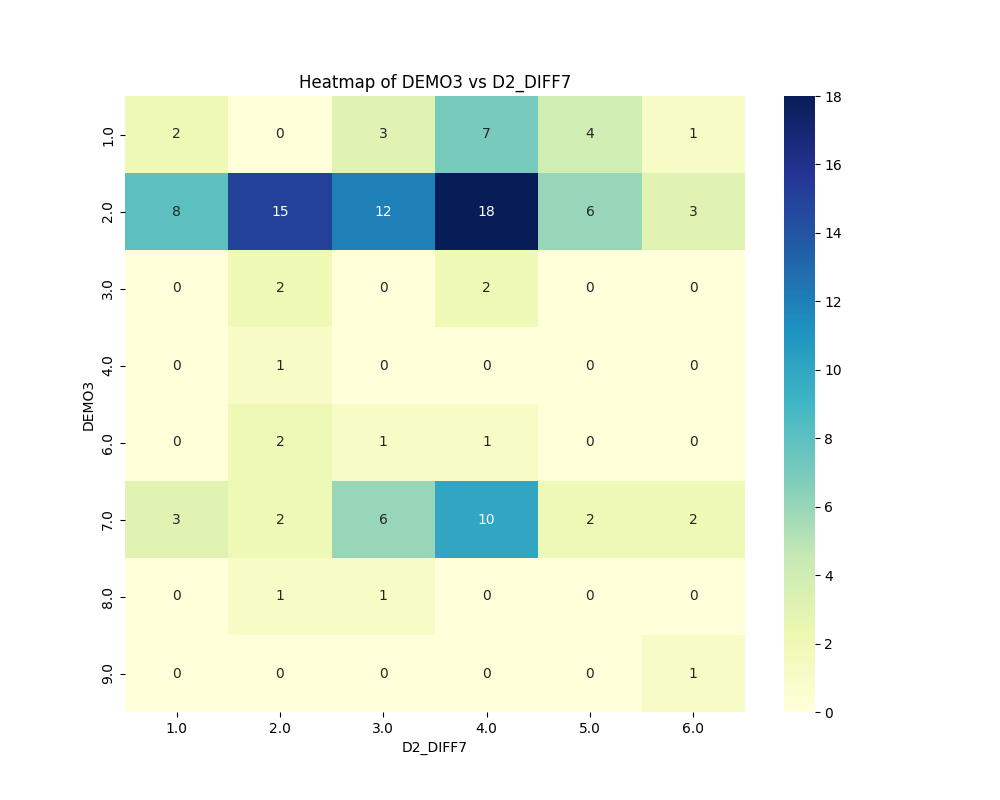 Heatmap of DEMO3 vs D2_DIFF7
1.0 2 0 3 7 4 1
2.0 8 15 12 18 6 3
3.0 0 2 0 2 0 0
4.0 0 1 0 0 0 0
6.0 0 2 1 1 0 0
7.0 3 2 6 10 2 2
8.0 0 1 1 0 0 0
9.0 0 0 0 0 0 1
DEMO3
1.0 2.0 3.0 4.0 5.0 6.0
D2_DIFF7
18
16
14
12
10
8
6
4
2
0